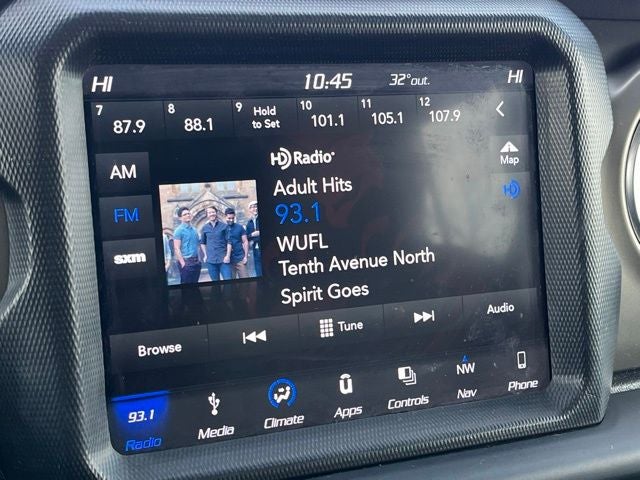 HI 10:45 32°out. HI
7 87.9 8 88.1 9 Hold to Set 10 101.1 11 105.1 12 107.9
AM
HD Radio
Map
Adult Hits
FM
93.1
HD
WUFL
sxm
Tenth Avenue North
Spirit Goes
Browse Tune Audio
93.1 NW
Radio Media Climate Apps Controls Nav Phone